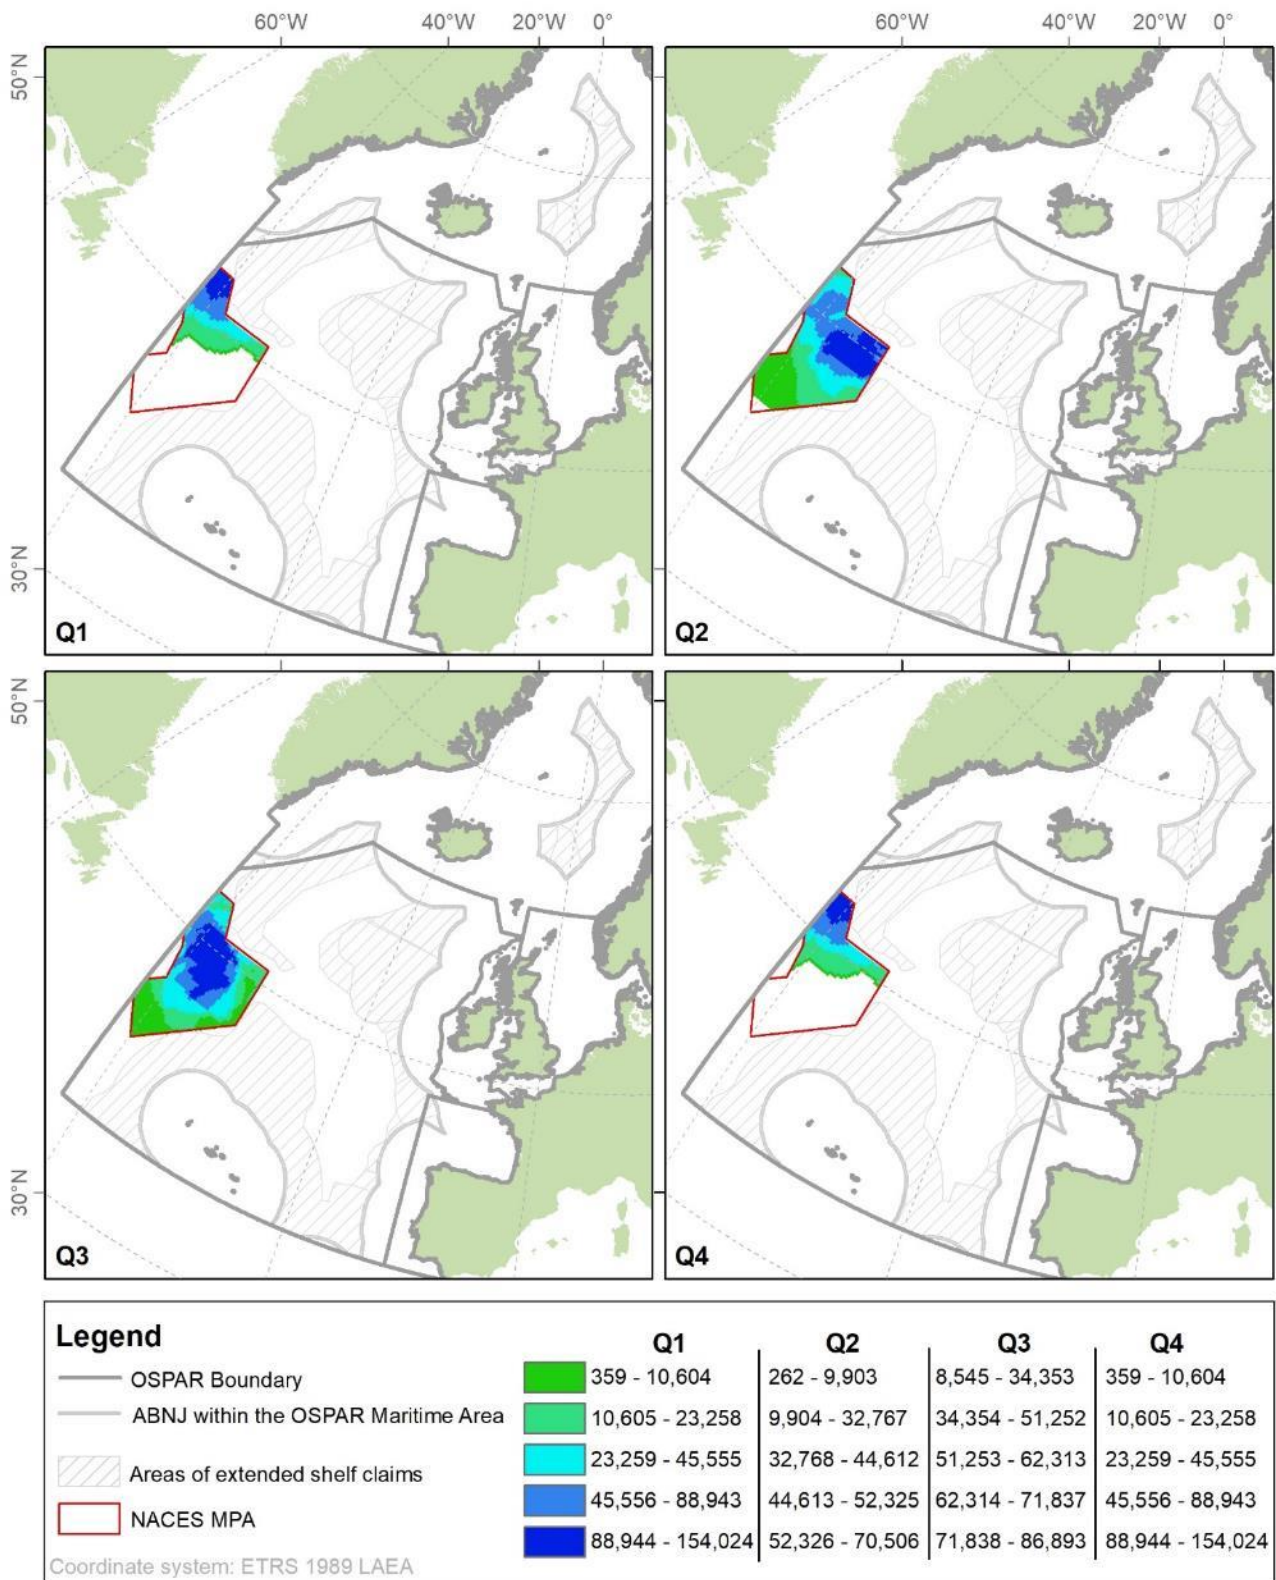 60°W 40°W 20°W 0° 60°W 40°W 20°W 0°
50°N
30°N
Q1 Q2
50°N
30°N
Q3 Q4
Legend
OSPAR Boundary
ABNJ within the OSPAR Maritime Area
Areas of extended shelf claims
NACES MPA
Coordinate system: ETRS 1989 LAEA
Q1 Q2 Q3 Q4
359 - 10,604 262 - 9,903 8,545 - 34,353 359 - 10,604
10,605 - 23,258 9,904 - 32,767 34,354 - 51,252 10,605 - 23,258
23,259 - 45,555 32,768 - 44,612 51,253 - 62,313 23,259 - 45,555
45,556 - 88,943 44,613 - 52,325 62,314 - 71,837 45,556 - 88,943
88,944 - 154,024 52,326 - 70,506 71,838 - 86,893 88,944 - 154,024